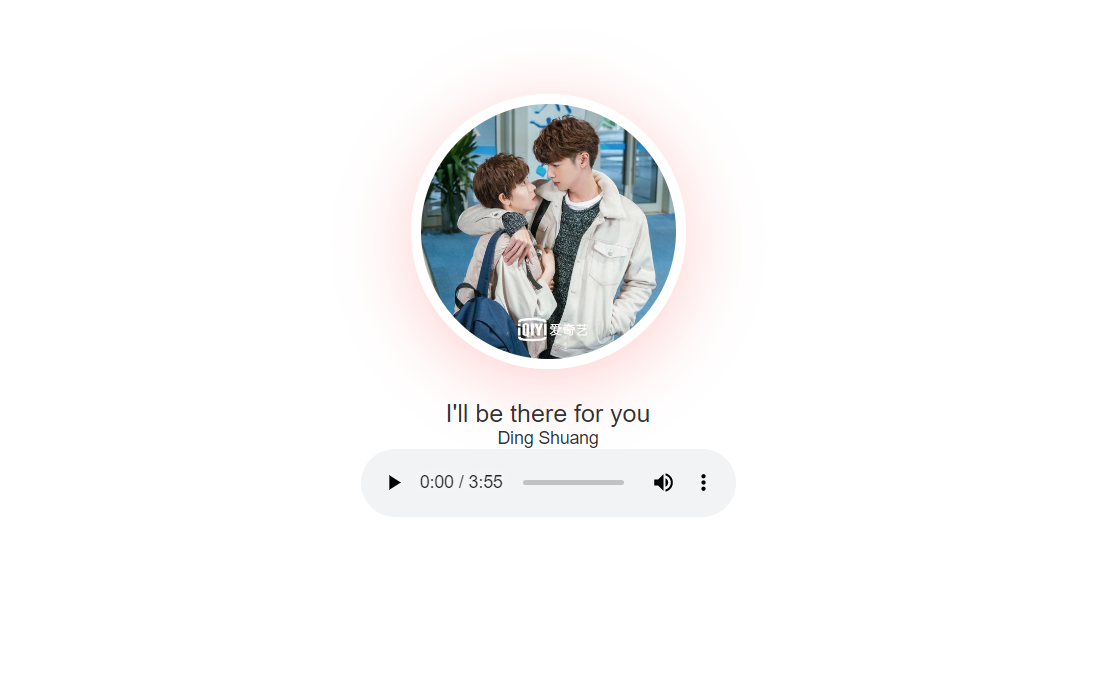 iQIYI 爱奇艺
I'll be there for you
Ding Shuang
0:00 / 3:55